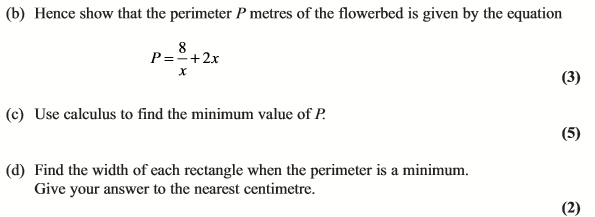 (b) Hence show that the perimeter P metres of the flowerbed is given by the equation
P = 8/x + 2x
(3)
(c) Use calculus to find the minimum value of P.
(5)
(d) Find the width of each rectangle when the perimeter is a minimum.
Give your answer to the nearest centimetre.
(2)